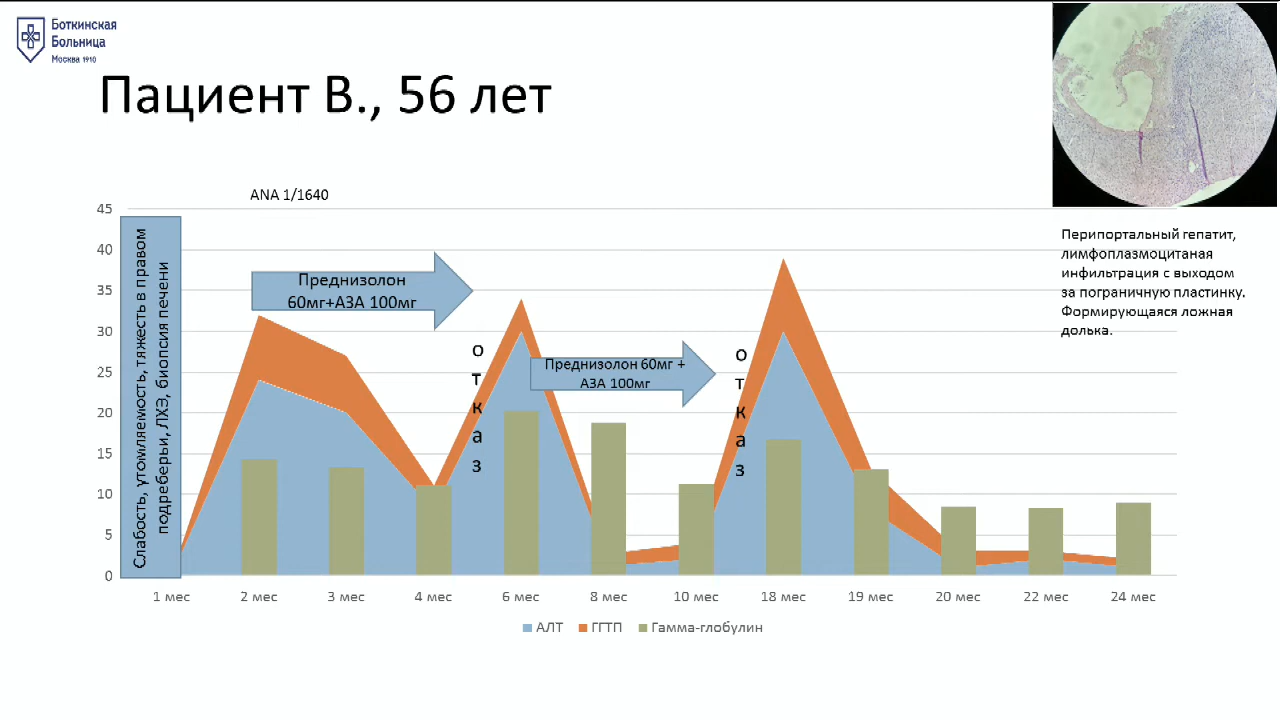 Боткинская
Больница
Москва 1910
Пациент В., 56 лет
ANA 1/1640
45
40
35
30
25
20
15
10
5
0
Слабость, утомляемость, тяжесть в правом
подреберьи, ЛХЭ, биопсия печени
Преднизолон
60мг+АЗА 100мг
о
т
к
а
з
Преднизолон 60мг +
АЗА 100мг
о
т
к
а
з
Перипортальный гепатит,
лимфоплазмоцитаная
инфильтрация с выходом
за пограничную пластинку.
Формирующаяся ложная
долька.
1 мес 2 мес 3 мес 4 мес 6 мес 8 мес 10 мес 18 мес 19 мес 20 мес 22 мес 24 мес
АЛТ ГГТП Гамма-глобулин